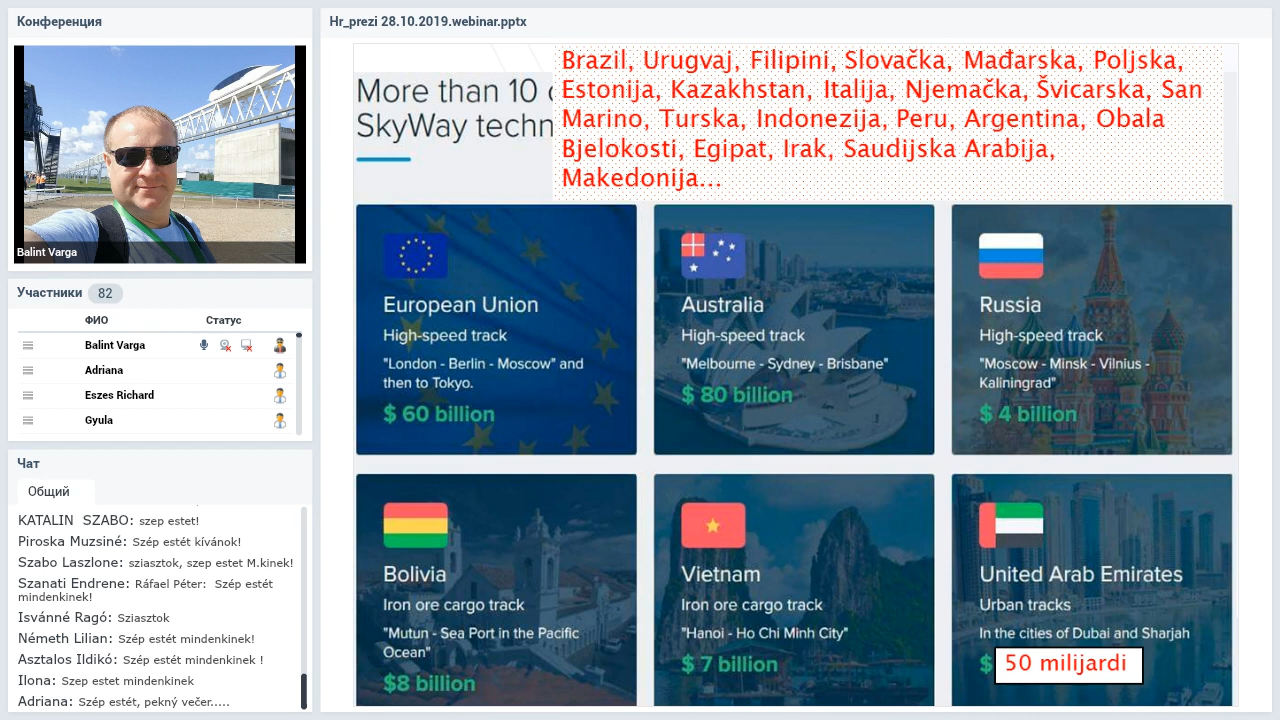 Конференция
Balint Varga
Участники 82
ФИО Статус
Balint Varga
Adriana
Eszes Richard
Gyula
Чат
Общий
KATALIN SZABO: szep estet!
Piroska Muzsiné: Szép estét kívánok!
Szabo Laszlone: sziasztok, szep estet M.kinek!
Szanati Endrene: Ráfael Péter: Szép estét
mindenkinek!
Isvánné Ragó: Sziasztok
Németh Lilian: Szép estét mindenkinek!
Asztalos Ildikó: Szép estét mindenkine !
Ilona: Szep estet mindenkinek
Adriana: Szép estét, pekný večer.....
Hr_prezi 28.10.2019.webinar.pptx
More than 10
SkyWay techn
Brazil, Urugvaj, Filipini, Slovačka, Mađarska, Poljska,
Estonija, Kazakhstan, Italija, Njemačka, Švicarska, San
Marino, Turska, Indonezija, Peru, Argentina, Obala
Bjelokosti, Egipat, Irak, Saudijska Arabija,
Makedonija...
European Union
High-speed track
"London - Berlin - Moscow" and
then to Tokyo.
$ 60 billion
Australia
High-speed track
"Melbourne - Sydney - Brisbane"
$ 80 billion
Russia
High-speed track
"Moscow - Minsk - Vilnius -
Kaliningrad"
$ 4 billion
Bolivia
Iron ore cargo track
"Mutun - Sea Port in the Pacific
Ocean"
$8 billion
Vietnam
Iron ore cargo track
"Hanoi - Ho Chi Minh City"
$ 7 billion
United Arab Emirates
Urban tracks
In the cities of Dubai and Sharjah
$ 50 milijardi